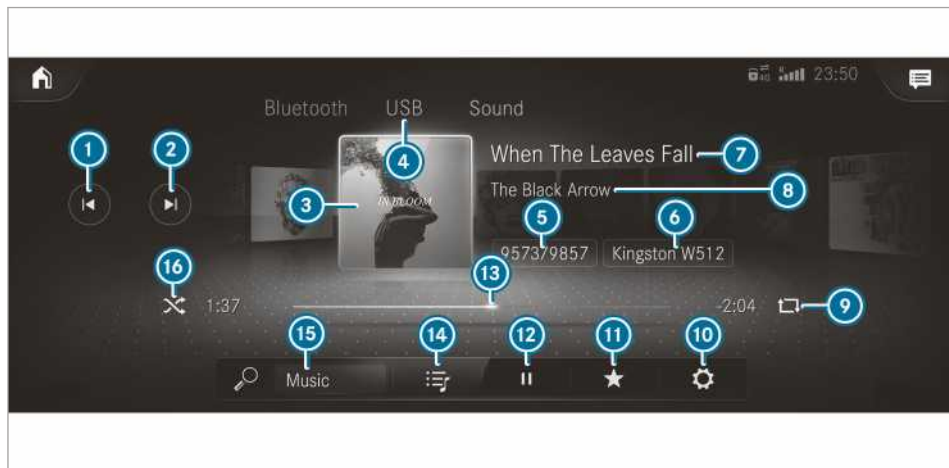 4G 23:50
Bluetooth USB Sound
1 2 4
When The Leaves Fall 7
The Black Arrow 8
3 IN BLOOM
5 6
957379857 Kingston W512
16 13
1:37 -2:04 9
15 14 12 11 10
Music